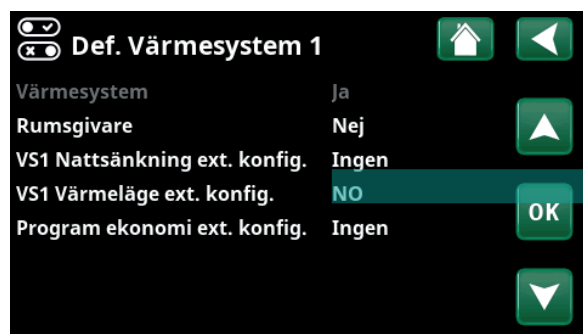 Def. Värmesystem 1
Värmesystem Ja
Rumsgivare Nej
VS1 Nattsänkning ext. konfig. Ingen
VS1 Värmeläge ext. konfig. NO
OK
Program ekonomi ext. konfig. Ingen